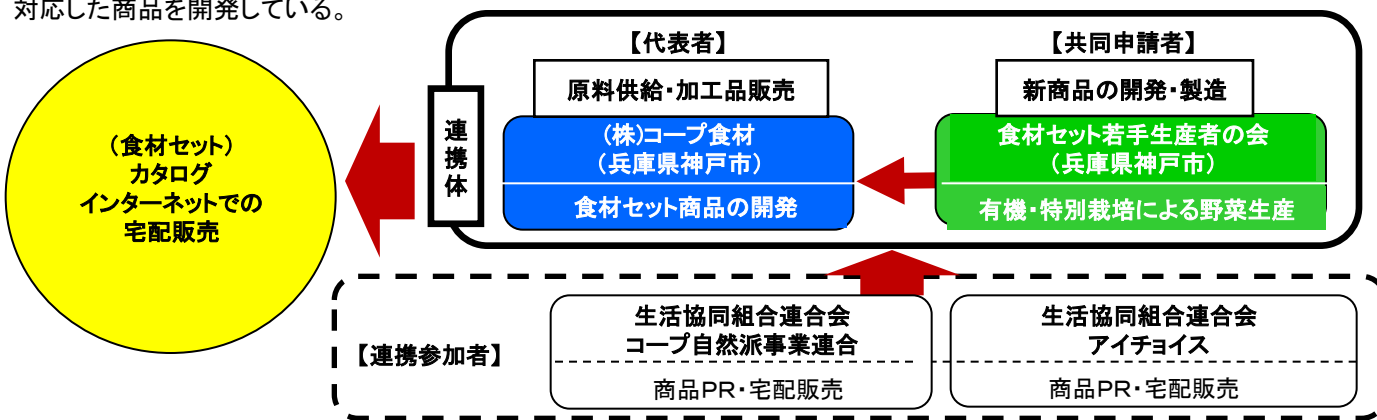 対応した商品を開発している。
【代表者】
【共同申請者】
原料供給・加工品販売
新商品の開発・製造
連携体
(株)コープ食材
(兵庫県神戸市)
食材セット商品の開発
食材セット若手生産者の会
(兵庫県神戸市)
有機・特別栽培による野菜生産
(食材セット)
カタログ
インターネットでの
宅配販売
【連携参加者】
生活協同組合連合会
コープ自然派事業連合
商品PR・宅配販売
生活協同組合連合会
アイチョイス
商品PR・宅配販売